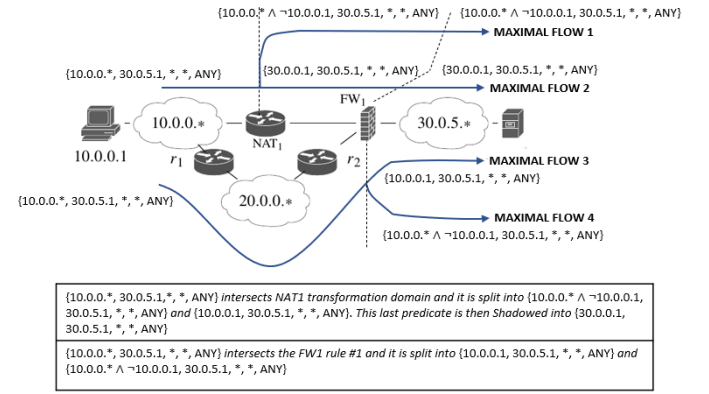 {10.0.0.* ∧ ¬10.0.0.1, 30.0.5.1, *, *, ANY}
{10.0.0.* ∧ ¬10.0.0.1, 30.0.5.1, *, *, ANY}
MAXIMAL FLOW 1
{10.0.0.*, 30.0.5.1, *, *, ANY}
{30.0.0.1, 30.0.5.1, *, *, ANY}
{30.0.0.1, 30.0.5.1, *, *, ANY}
MAXIMAL FLOW 2
FW1
10.0.0.*
30.0.5.*
NAT1
10.0.0.1
r1
r2
MAXIMAL FLOW 3
{10.0.0.1, 30.0.5.1, *, *, ANY}
{10.0.0.*, 30.0.5.1, *, *, ANY}
20.0.0.*
MAXIMAL FLOW 4
{10.0.0.* ∧ ¬10.0.0.1, 30.0.5.1, *, *, ANY}
{10.0.0.*, 30.0.5.1,*, *, ANY} intersects NAT1 transformation domain and it is split into {10.0.0.* ∧ ¬10.0.0.1,
30.0.5.1, *, *, ANY} and {10.0.0.1, 30.0.5.1, *, *, ANY}. This last predicate is then Shadowed into {30.0.0.1,
30.0.5.1, *, *, ANY}
{10.0.0.*, 30.0.5.1, *, *, ANY} intersects the FW1 rule #1 and it is split into {10.0.0.1, 30.0.5.1, *, *, ANY} and
{10.0.0.* ∧ ¬10.0.0.1, 30.0.5.1, *, *, ANY}